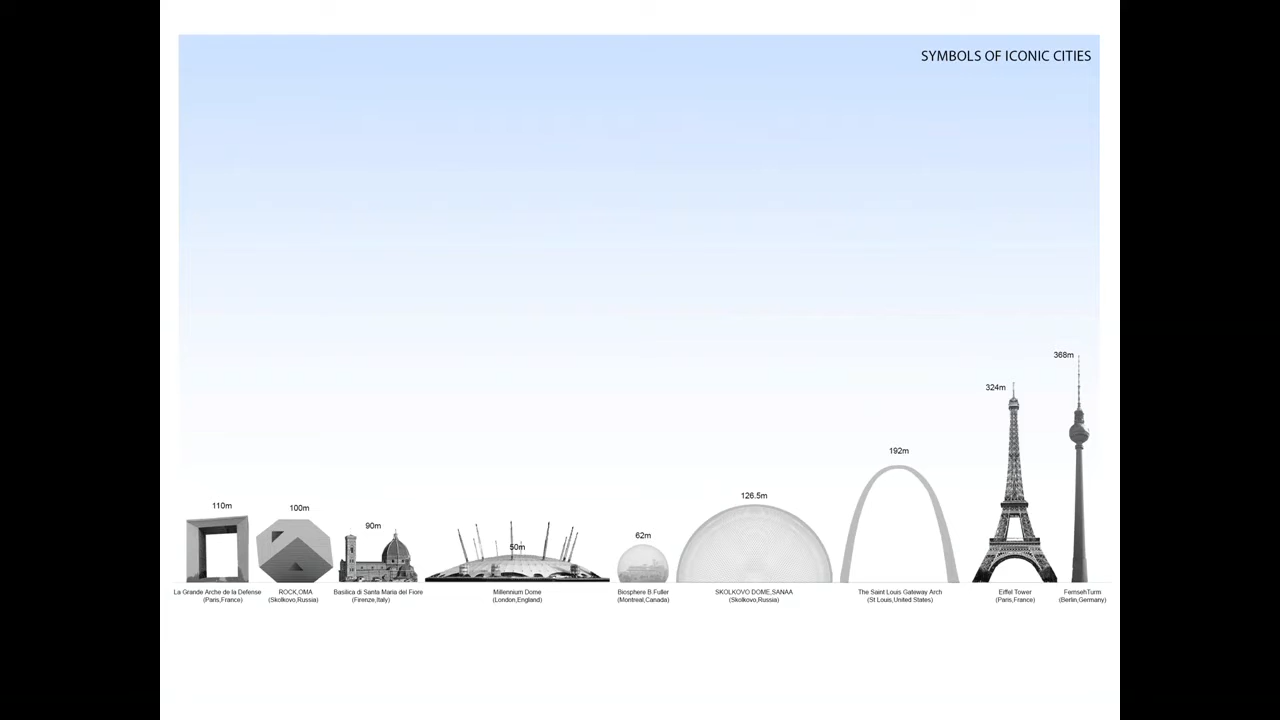 SYMBOLS OF ICONIC CITIES
368m
324m
192m
126.5m
110m
100m
90m
62m
50m
La Grande Arche de la Defense
(Paris,France)
ROCK,OMA
(Skolkovo,Russia)
Basilica di Santa Maria del Fiore
(Firenze,Italy)
Millennium Dome
(London,England)
Biosphere B.Fuller
(Montreal,Canada)
SKOLKOVO DOME,SANAA
(Skolkovo,Russia)
The Saint Louis Gateway Arch
(St Louis,United States)
Eiffel Tower
(Paris,France)
FernsehTurm
(Berlin,Germany)